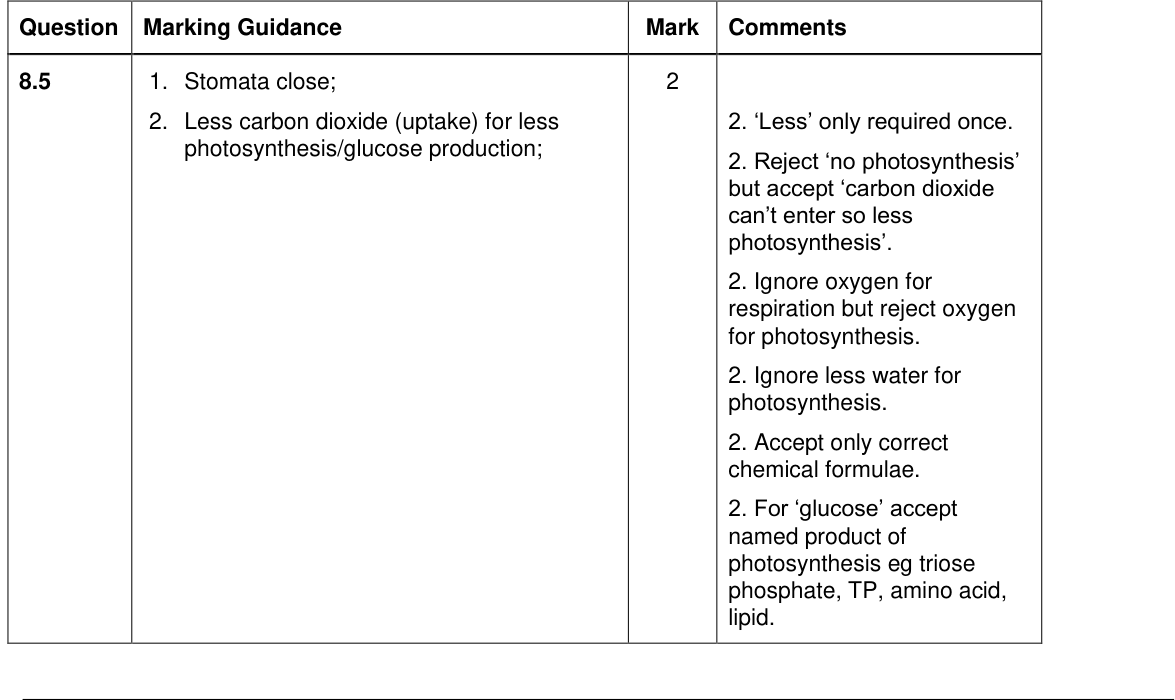 Question Marking Guidance Mark Comments
8.5 1. Stomata close; 2
2. Less carbon dioxide (uptake) for less
photosynthesis/glucose production;
2. ‘Less’ only required once.
2. Reject ‘no photosynthesis’
but accept ‘carbon dioxide
can’t enter so less
photosynthesis’.
2. Ignore oxygen for
respiration but reject oxygen
for photosynthesis.
2. Ignore less water for
photosynthesis.
2. Accept only correct
chemical formulae.
2. For ‘glucose’ accept
named product of
photosynthesis eg triose
phosphate, TP, amino acid,
lipid.